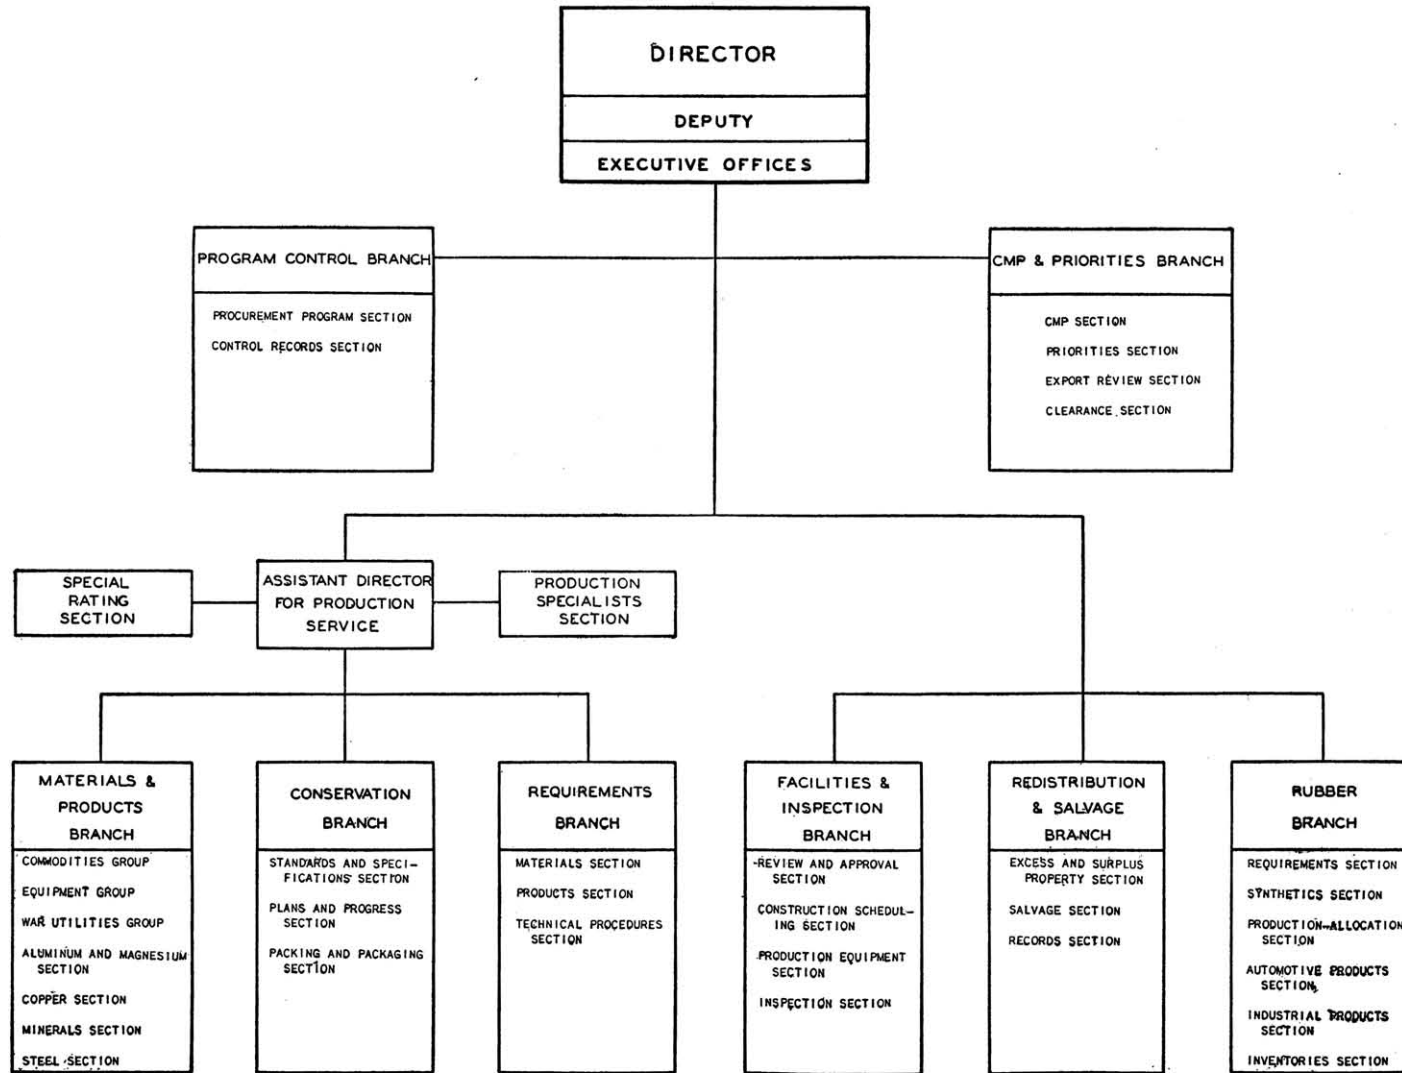 DIRECTOR
DEPUTY
EXECUTIVE OFFICES
PROGRAM CONTROL BRANCH
PROCUREMENT PROGRAM SECTION
CONTROL RECORDS SECTION
CMP & PRIORITIES BRANCH
CMP SECTION
PRIORITIES SECTION
EXPORT REVIEW SECTION
CLEARANCE SECTION
SPECIAL
RATING
SECTION
ASSISTANT DIRECTOR
FOR PRODUCTION
SERVICE
PRODUCTION
SPECIALISTS
SECTION
MATERIALS &
PRODUCTS
BRANCH
COMMODITIES GROUP
EQUIPMENT GROUP
WAR UTILITIES GROUP
ALUMINUM AND MAGNESIUM
SECTION
COPPER SECTION
MINERALS SECTION
STEEL SECTION
CONSERVATION
BRANCH
STANDARDS AND SPECI-
FICATIONS SECTION
PLANS AND PROGRESS
SECTION
PACKING AND PACKAGING
SECTION
REQUIREMENTS
BRANCH
MATERIALS SECTION
PRODUCTS SECTION
TECHNICAL PROCEDURES
SECTION
FACILITIES &
INSPECTION
BRANCH
REVIEW AND APPROVAL
SECTION
CONSTRUCTION SCHEDUL-
ING SECTION
PRODUCTION EQUIPMENT
SECTION
INSPECTION SECTION
REDISTRIBUTION
& SALVAGE
BRANCH
EXCESS AND SURPLUS
PROPERTY SECTION
SALVAGE SECTION
RECORDS SECTION
RUBBER
BRANCH
REQUIREMENTS SECTION
SYNTHETICS SECTION
PRODUCTION-ALLOCATION
SECTION
AUTOMOTIVE PRODUCTS
SECTION
INDUSTRIAL PRODUCTS
SECTION
INVENTORIES SECTION